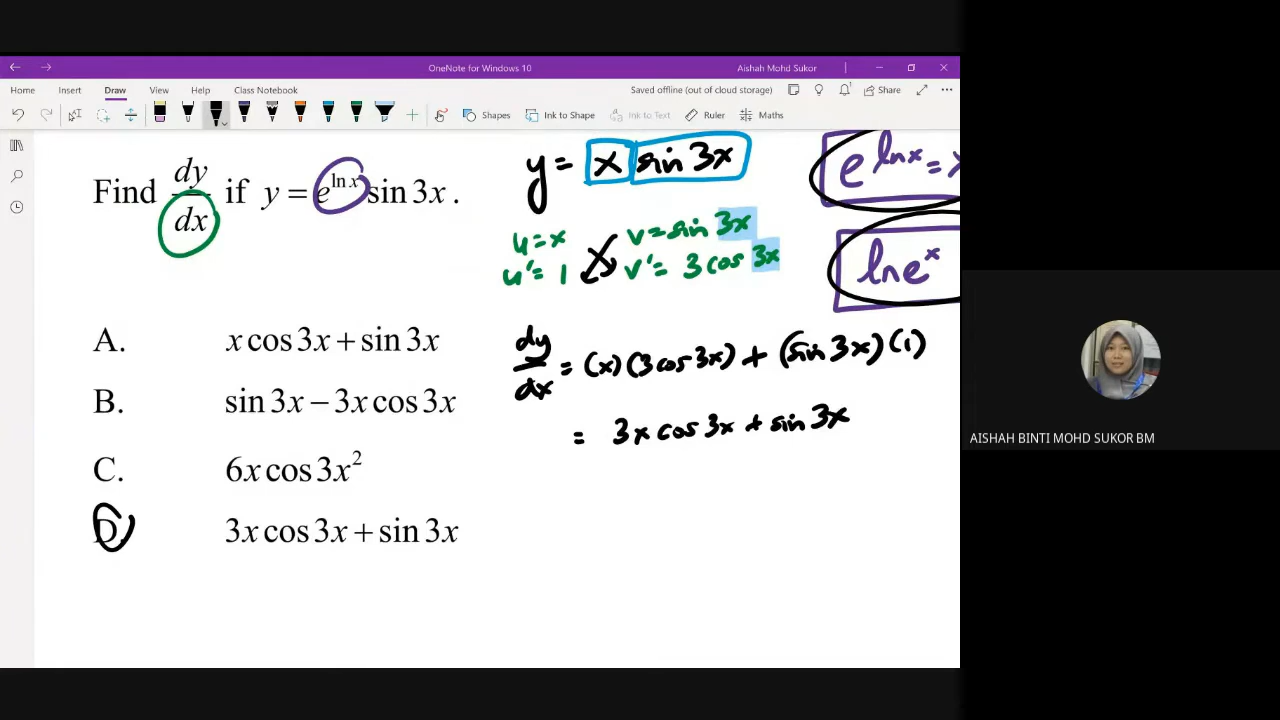 OneNote for Windows 10
Aishah Mohd Sukor
Home Insert Draw View Help Class Notebook
Saved offline (out of cloud storage) Share
Shapes Ink to Shape Ink to Text Ruler Maths
Find dy/dx if y = e^{ln x} sin 3x .
y = x sin 3x
e^{ln x} = x
u = x v = sin 3x
u' = 1 v' = 3 cos 3x
ln e^x
A. x cos 3x + sin 3x
dy/dx = (x) (3 cos 3x) + (sin 3x) (1)
B. sin 3x − 3x cos 3x
= 3x cos 3x + sin 3x
C. 6x cos 3x²
D. 3x cos 3x + sin 3x
AISHAH BINTI MOHD SUKOR BM